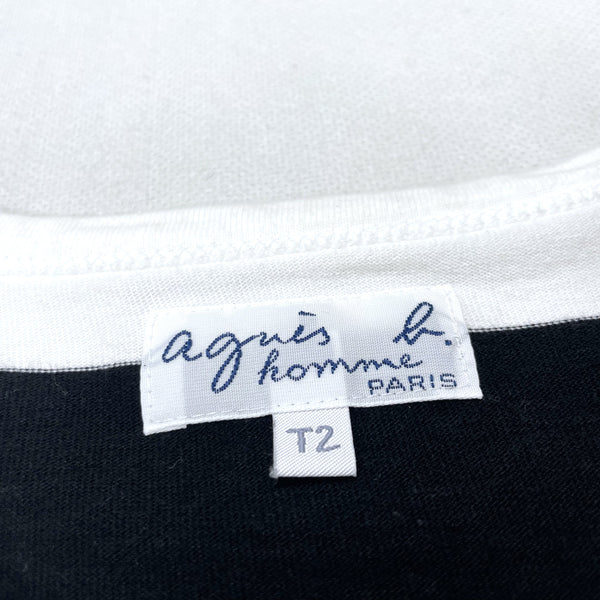 agnès b.
homme
PARIS
T2